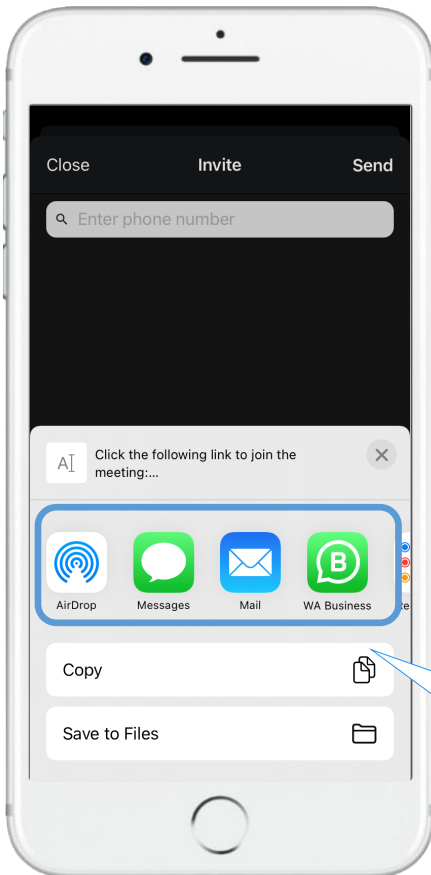 Close Invite Send
Enter phone number
A
Click the following link to join the
meeting:...
B
AirDrop Messages Mail WA Business
Copy
Save to Files